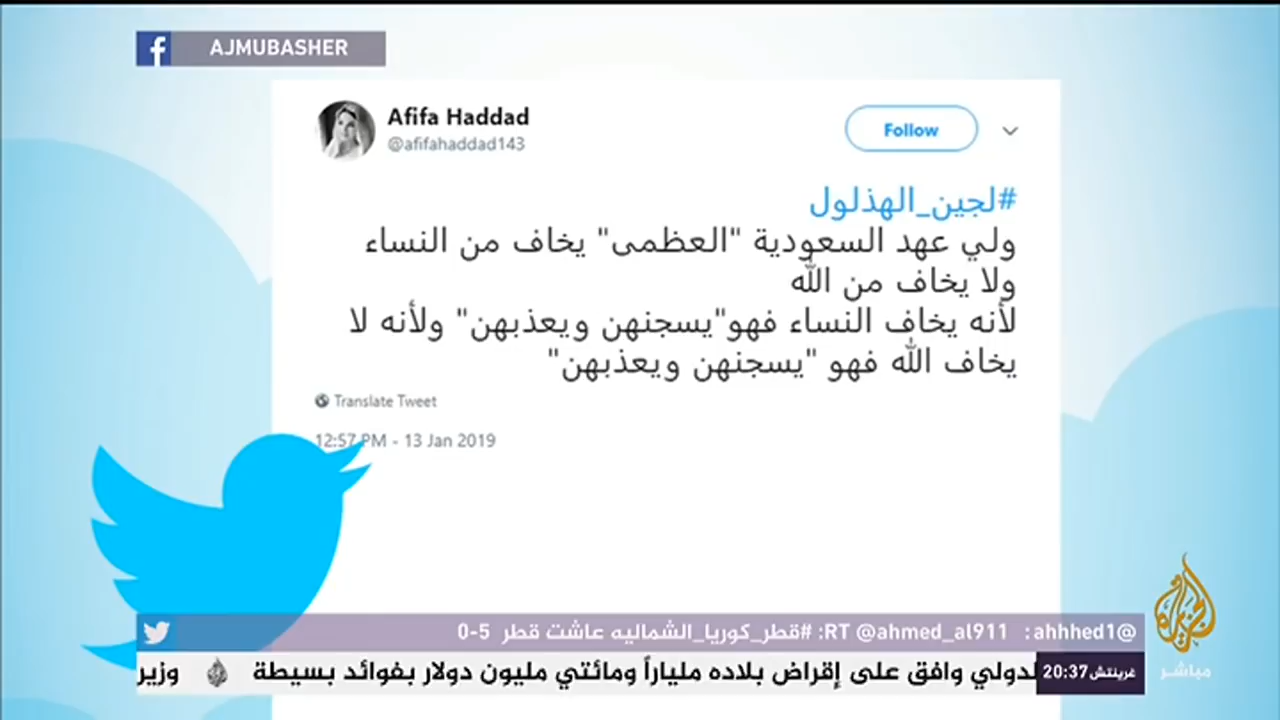 AJMUBASHER
Afifa Haddad
@afifahaddad143
Follow
#لجين_الهذلول
ولي عهد السعودية "العظمى" يخاف من النساء
ولا يخاف من الله
لأنه يخاف النساء فهو"يسجنهن ويعذبهن" ولأنه لا
يخاف الله فهو "يسجنهن ويعذبهن"
Translate Tweet
12:57 PM - 13 Jan 2019
@ahhhed1 : RT @ahmed_al911: #قطر_كوريا_الشماليه عاشت قطر 5-0
لدولي وافق على إقراض بلاده ملياراً ومائتي مليون دولار بفوائد بسيطة وزير
20:37 غرينتش
مباشر